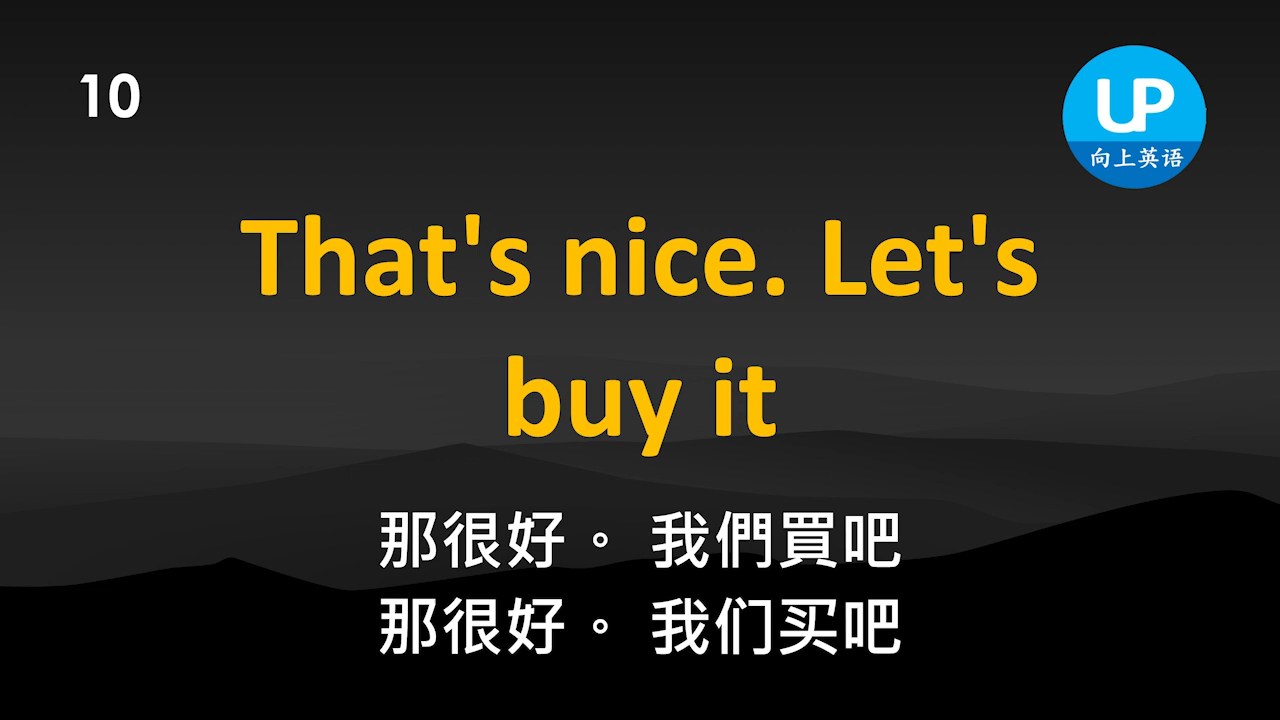 10
UP
向上英语
That's nice. Let's
buy it
那很好。 我們買吧
那很好。 我们买吧